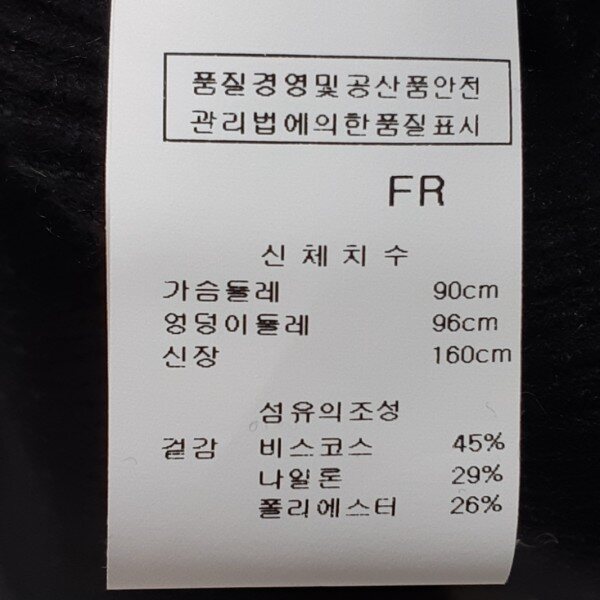 품질경영및공산품안전
관리법에의한품질표시
FR
신체치수
가슴둘레 90cm
엉덩이둘레 96cm
신장 160cm
섬유의조성
겉감 비스코스 45%
나일론 29%
폴리에스터 26%